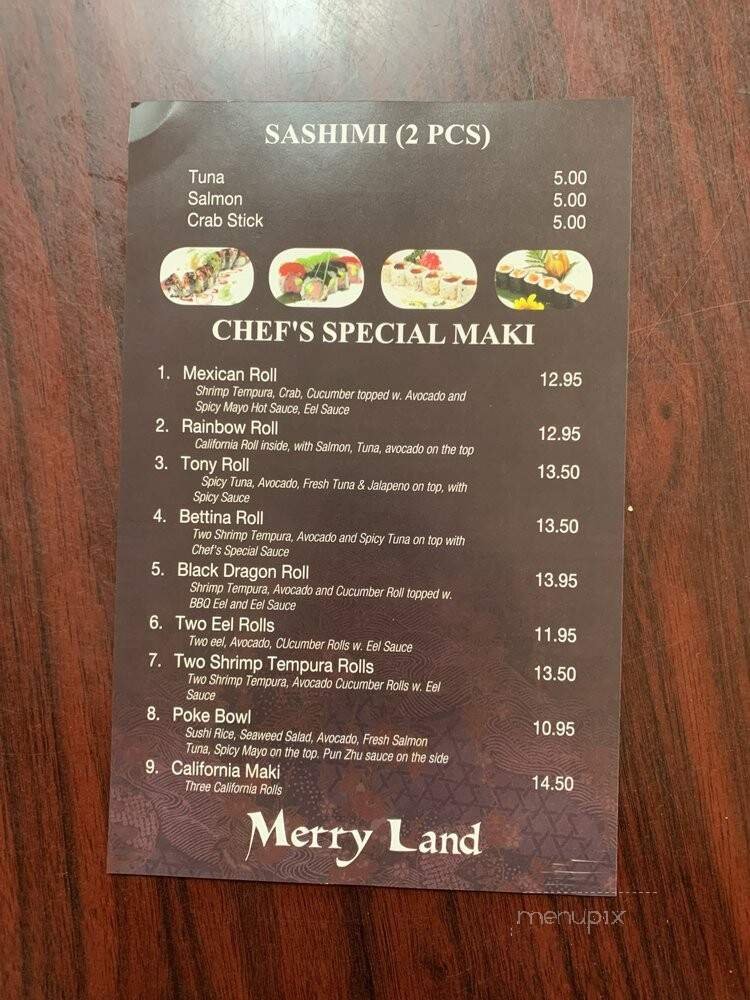 SASHIMI (2 PCS)
Tuna 5.00
Salmon 5.00
Crab Stick 5.00
CHEF'S SPECIAL MAKI
1. Mexican Roll 12.95
Shrimp Tempura, Crab, Cucumber topped w. Avocado and
Spicy Mayo Hot Sauce, Eel Sauce
2. Rainbow Roll 12.95
California Roll inside, with Salmon, Tuna, avocado on the top
3. Tony Roll 13.50
Spicy Tuna, Avocado, Fresh Tuna & Jalapeno on top, with
Spicy Sauce
4. Bettina Roll 13.50
Two Shrimp Tempura, Avocado and Spicy Tuna on top with
Chef's Special Sauce
5. Black Dragon Roll 13.95
Shrimp Tempura, Avocado and Cucumber Roll topped w.
BBQ Eel and Eel Sauce
6. Two Eel Rolls 11.95
Two eel, Avocado, CUcumber Rolls w. Eel Sauce
7. Two Shrimp Tempura Rolls 13.50
Two Shrimp Tempura, Avocado Cucumber Rolls w. Eel
Sauce
8. Poke Bowl 10.95
Sushi Rice, Seaweed Salad, Avocado, Fresh Salmon
Tuna, Spicy Mayo on the top. Pun Zhu sauce on the side
9. California Maki 14.50
Three California Rolls
Merry Land
menupix